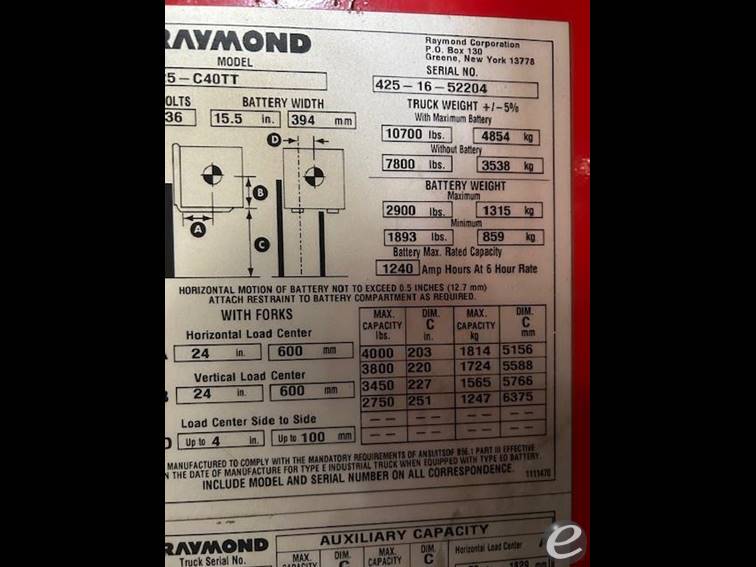 RAYMOND
Raymond Corporation
P.O. Box 130
Greene, New York 13778
MODEL
5-C40TT
SERIAL NO.
425-16-52204
OLTS
36
BATTERY WIDTH
15.5 in. 394 mm
TRUCK WEIGHT +/-5%
With Maximum Battery
10700 lbs. 4854 kg
Without Battery
7800 lbs. 3538 kg
D
B
A
C
BATTERY WEIGHT
Maximum
2900 lbs. 1315 kg
Minimum
1893 lbs. 859 kg
Battery Max. Rated Capacity
1240 Amp Hours At 6 Hour Rate
HORIZONTAL MOTION OF BATTERY NOT TO EXCEED 0.5 INCHES (12.7 mm)
ATTACH RESTRAINT TO BATTERY COMPARTMENT AS REQUIRED.
WITH FORKS
Horizontal Load Center
24 in. 600 mm
Vertical Load Center
24 in. 600 mm
Load Center Side to Side
Up to 4 in. Up to 100 mm
MAX. CAPACITY lbs. DIM. C in. MAX. CAPACITY kg DIM. C mm
4000 203 1814 5156
3800 220 1724 5588
3450 227 1565 5766
2750 251 1247 6375
-- -- -- --
-- -- -- --
MANUFACTURED TO COMPLY WITH THE MANDATORY REQUIREMENTS OF B56.1 PART III EFFECTIVE
N THE DATE OF MANUFACTURE FOR TYPE E INDUSTRIAL TRUCK WHEN EQUIPPED WITH TYPE EO BATTERY.
INCLUDE MODEL AND SERIAL NUMBER ON ALL CORRESPONDENCE.
RAYMOND
Truck Serial No.
AUXILIARY CAPACITY
MAX. DIM. C MAX. DIM. C
Horizontal Load Center
e